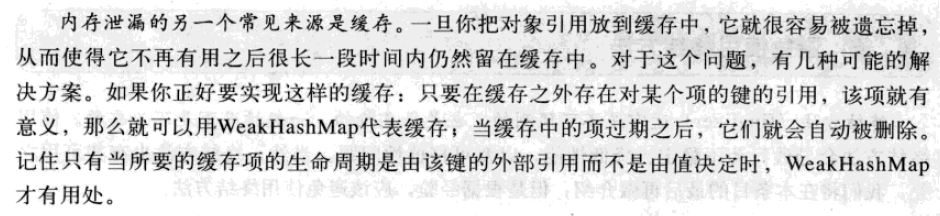 内存泄漏的另一个常见来源是缓存。一旦你把对象引用放到缓存中，它就很容易被遗忘掉，
从而使得它不再有用之后很长一段时间内仍然留在缓存中。对于这个问题，有几种可能的解
决方案。如果你正好要实现这样的缓存：只要在缓存之外存在对某个项的键的引用，该项就有
意义，那么就可以用WeakHashMap代表缓存；当缓存中的项过期之后，它们就会自动被删除。
记住只有当所要的缓存项的生命周期是由该键的外部引用而不是由值决定时，WeakHashMap
才有用处。